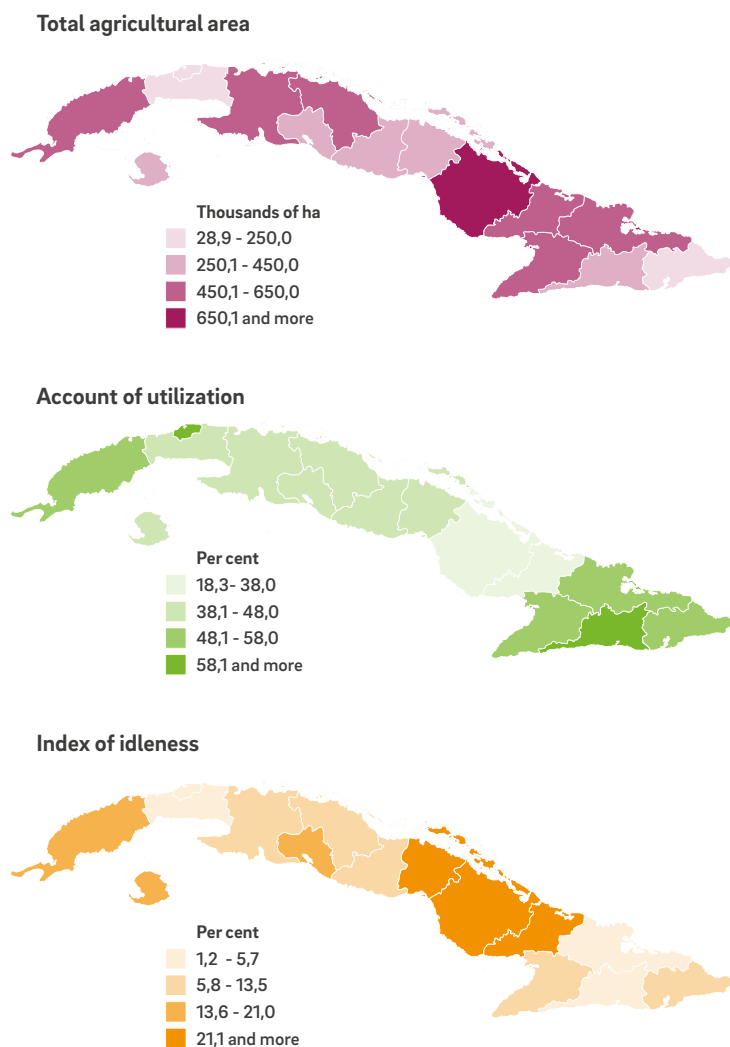 Total agricultural area
Thousands of ha
28,9 - 250,0
250,1 - 450,0
450,1 - 650,0
650,1 and more
Account of utilization
Per cent
18,3- 38,0
38,1 - 48,0
48,1 - 58,0
58,1 and more
Index of idleness
Per cent
1,2 - 5,7
5,8 - 13,5
13,6 - 21,0
21,1 and more